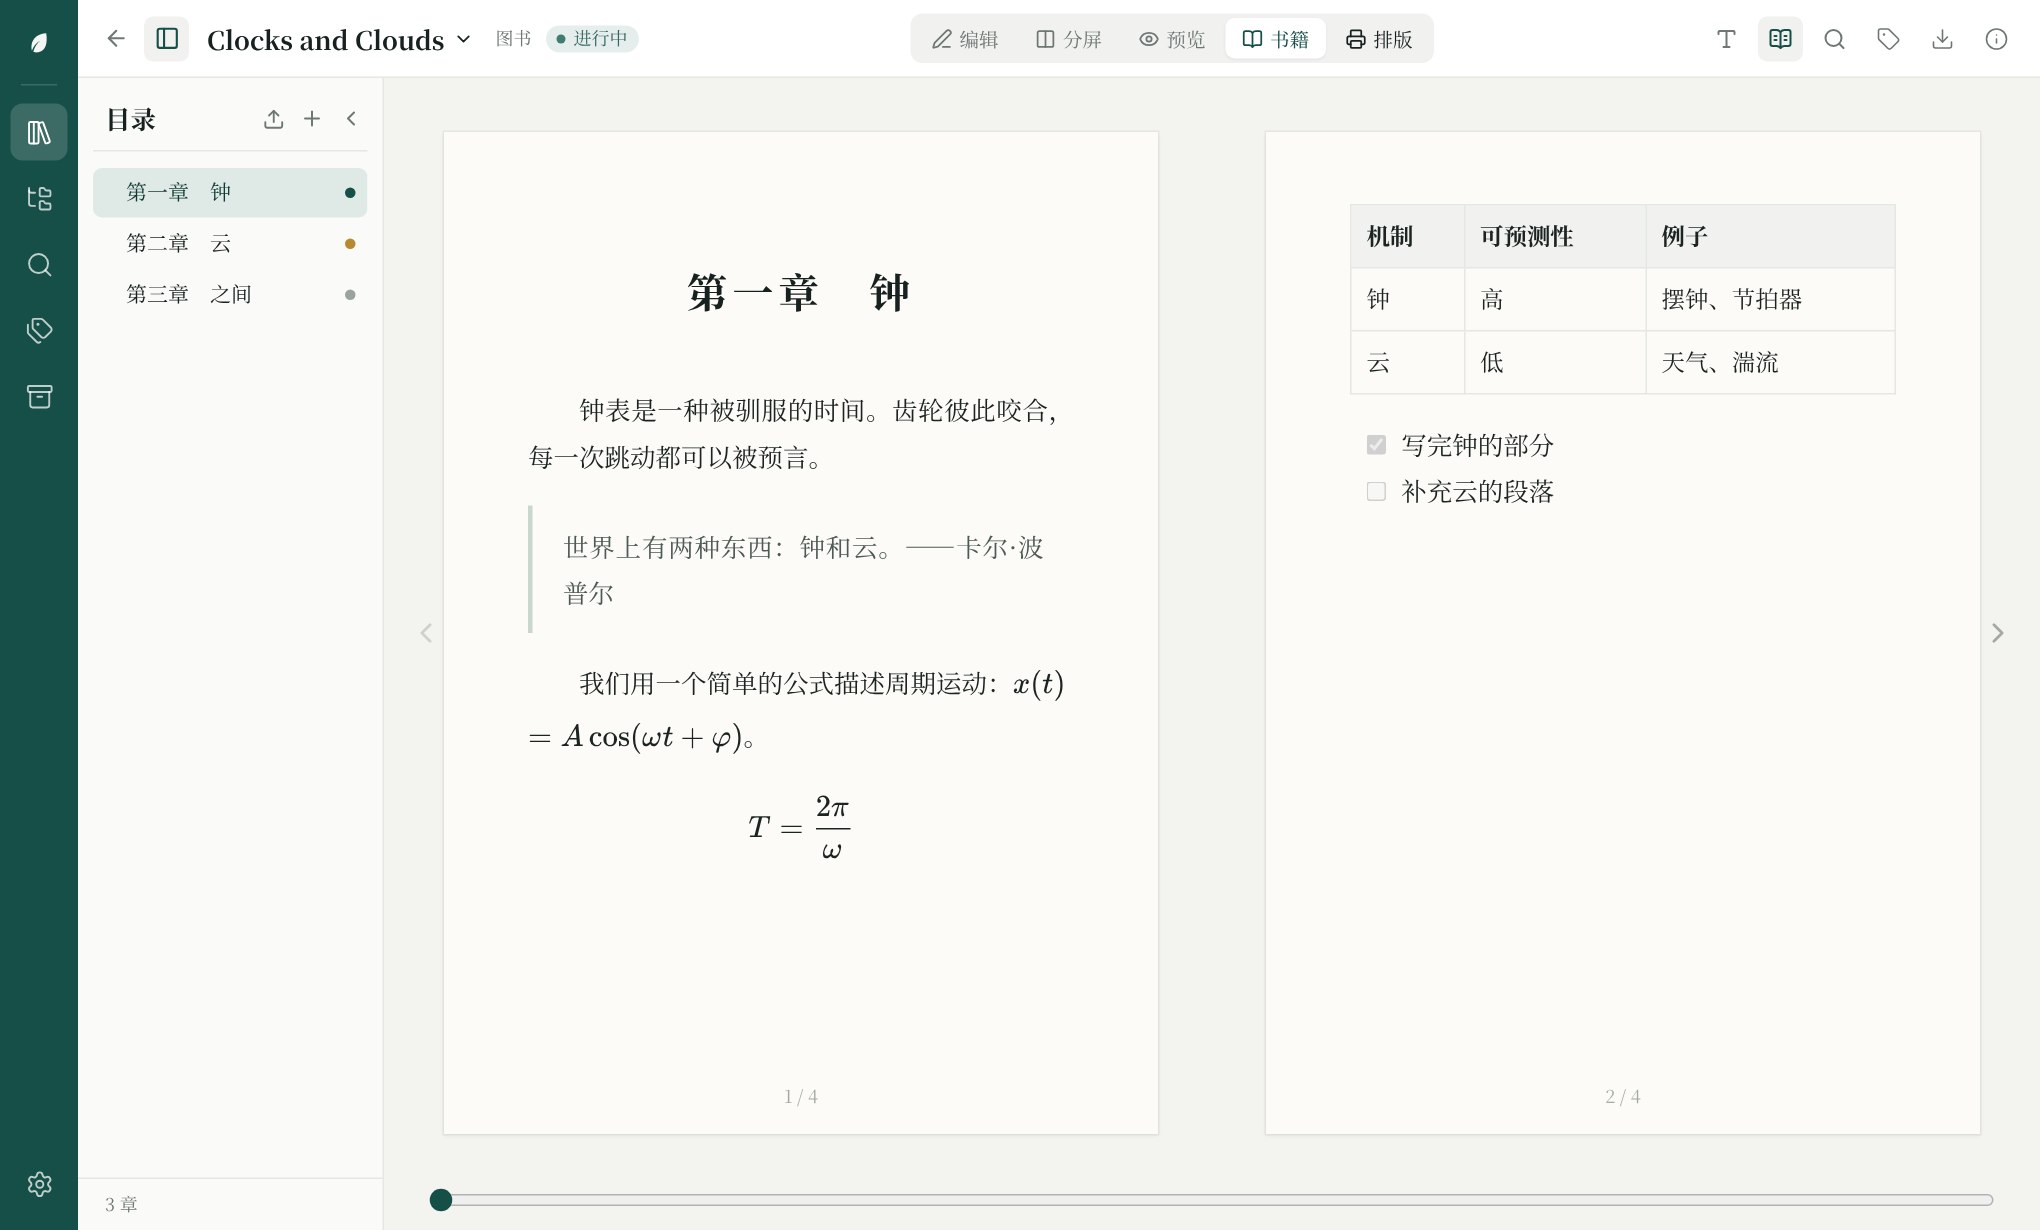 Clocks and Clouds
图书
进行中
编辑
分屏
预览
书籍
排版
目录
第一章　钟
第二章　云
第三章　之间
3 章
第一章　钟
钟表是一种被驯服的时间。齿轮彼此咬合，
每一次跳动都可以被预言。
世界上有两种东西：钟和云。——卡尔·波
普尔
我们用一个简单的公式描述周期运动：x(t)
= A cos(ωt + φ)。
T = 2π/ω
1 / 4
机制 可预测性 例子
钟 高 摆钟、节拍器
云 低 天气、湍流
写完钟的部分
补充云的段落
2 / 4